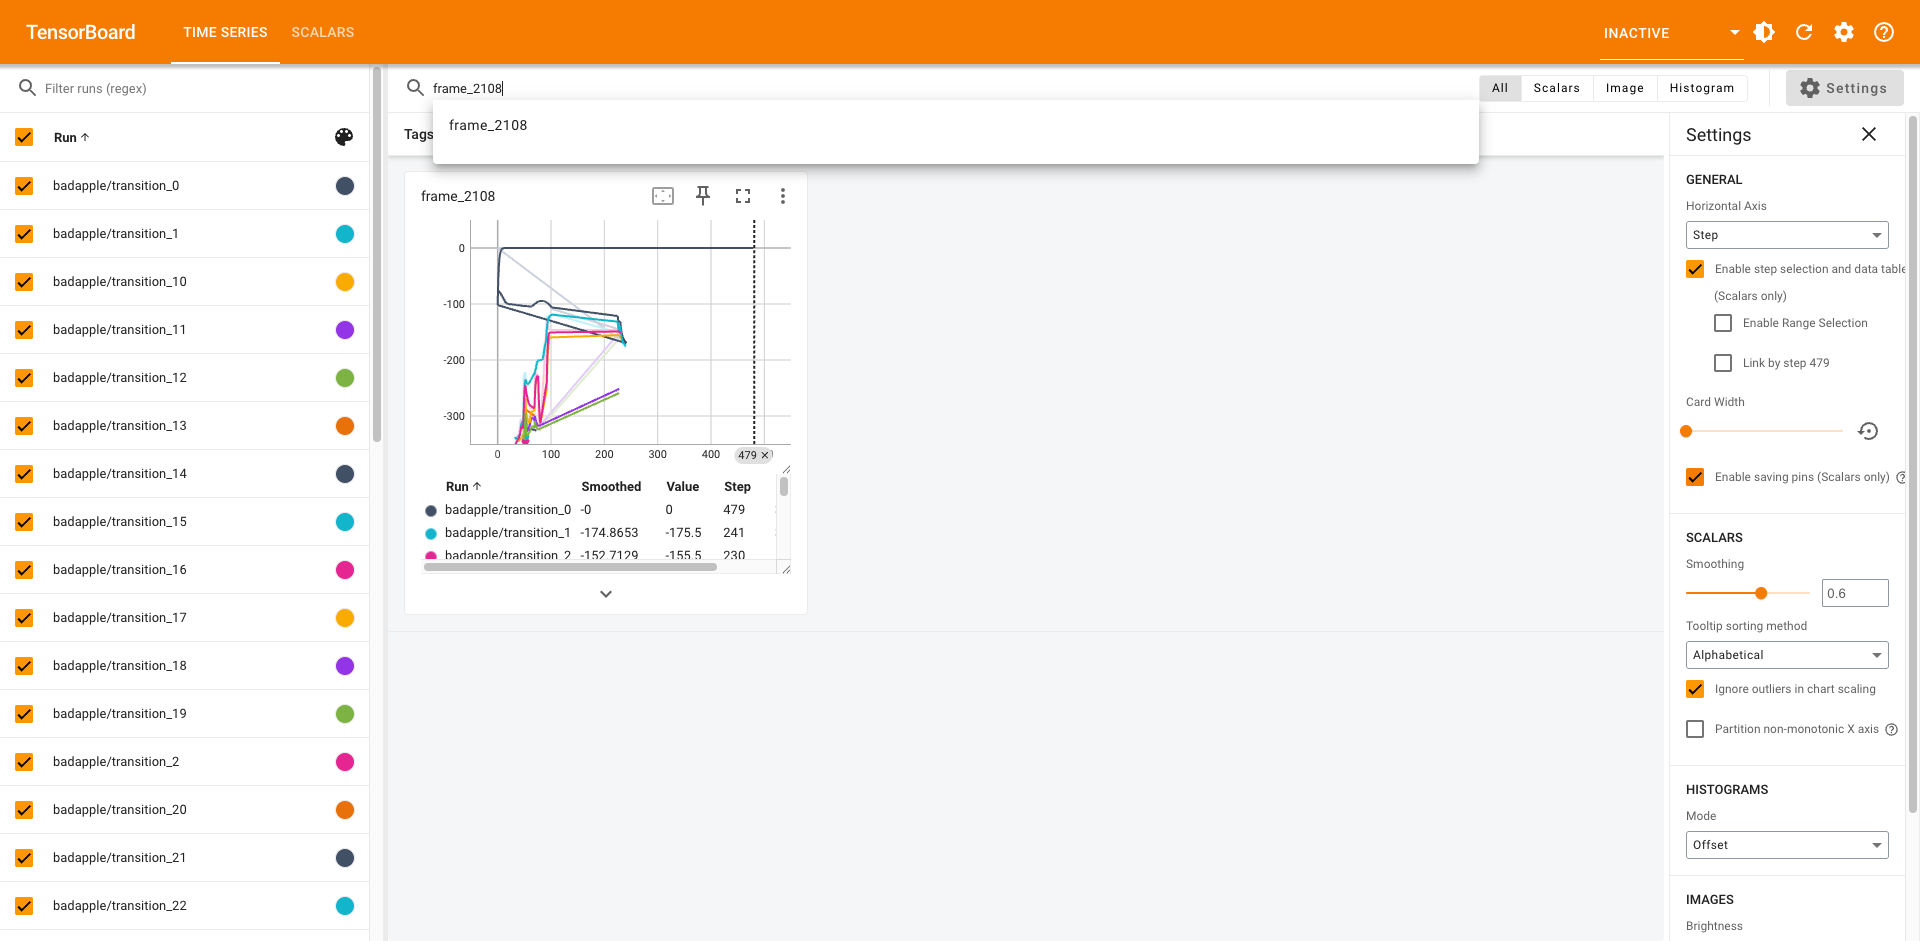 TensorBoard
TIME SERIES
SCALARS
INACTIVE
Filter runs (regex)
frame_2108
All
Scalars
Image
Histogram
Settings
frame_2108
Run
Tags
badapple/transition_0
badapple/transition_1
badapple/transition_10
badapple/transition_11
badapple/transition_12
badapple/transition_13
badapple/transition_14
badapple/transition_15
badapple/transition_16
badapple/transition_17
badapple/transition_18
badapple/transition_19
badapple/transition_2
badapple/transition_20
badapple/transition_21
badapple/transition_22
frame_2108
0
-100
-200
-300
0
100
200
300
400
479
Run Smoothed Value Step
badapple/transition_0 -0 0 479
badapple/transition_1 -174.8653 -175.5 241
badapple/transition_2 -152.7129 -155.5 230
Settings
GENERAL
Horizontal Axis
Step
Enable step selection and data table
(Scalars only)
Enable Range Selection
Link by step 479
Card Width
Enable saving pins (Scalars only)
SCALARS
Smoothing
0.6
Tooltip sorting method
Alphabetical
Ignore outliers in chart scaling
Partition non-monotonic X axis
HISTOGRAMS
Mode
Offset
IMAGES
Brightness